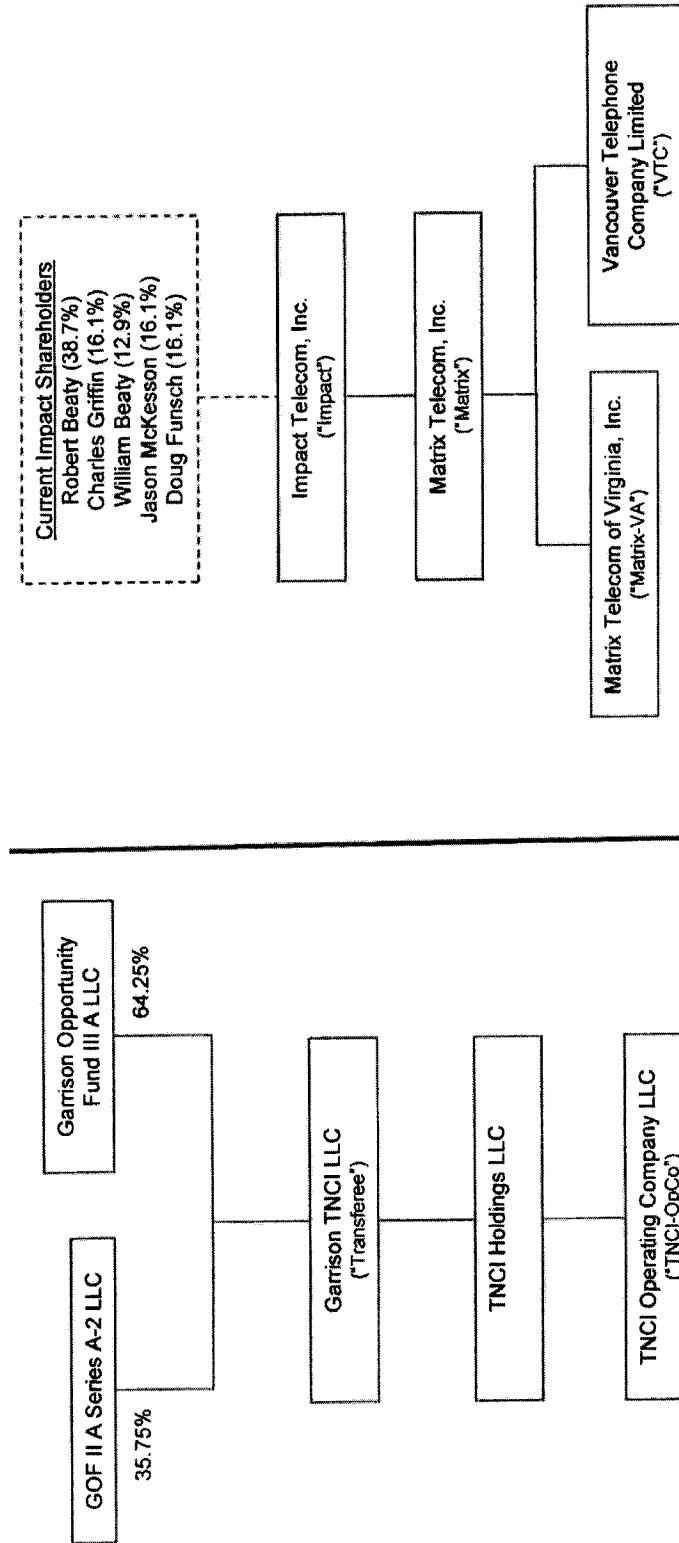 GOF II A Series A-2 LLC
35.75%
Garrison Opportunity
Fund III A LLC
64.25%
Garrison TNCI LLC
("Transferee")
TNCI Holdings LLC
TNCI Operating Company LLC
("TNCI-OpCo")
Current Impact Shareholders
Robert Beaty (38.7%)
Charles Griffin (16.1%)
William Beaty (12.9%)
Jason McKesson (16.1%)
Doug Funsch (16.1%)
Impact Telecom, Inc.
("Impact")
Matrix Telecom, Inc.
("Matrix")
Matrix Telecom of Virginia, Inc.
("Matrix-VA")
Vancouver Telephone
Company Limited
("VTC")